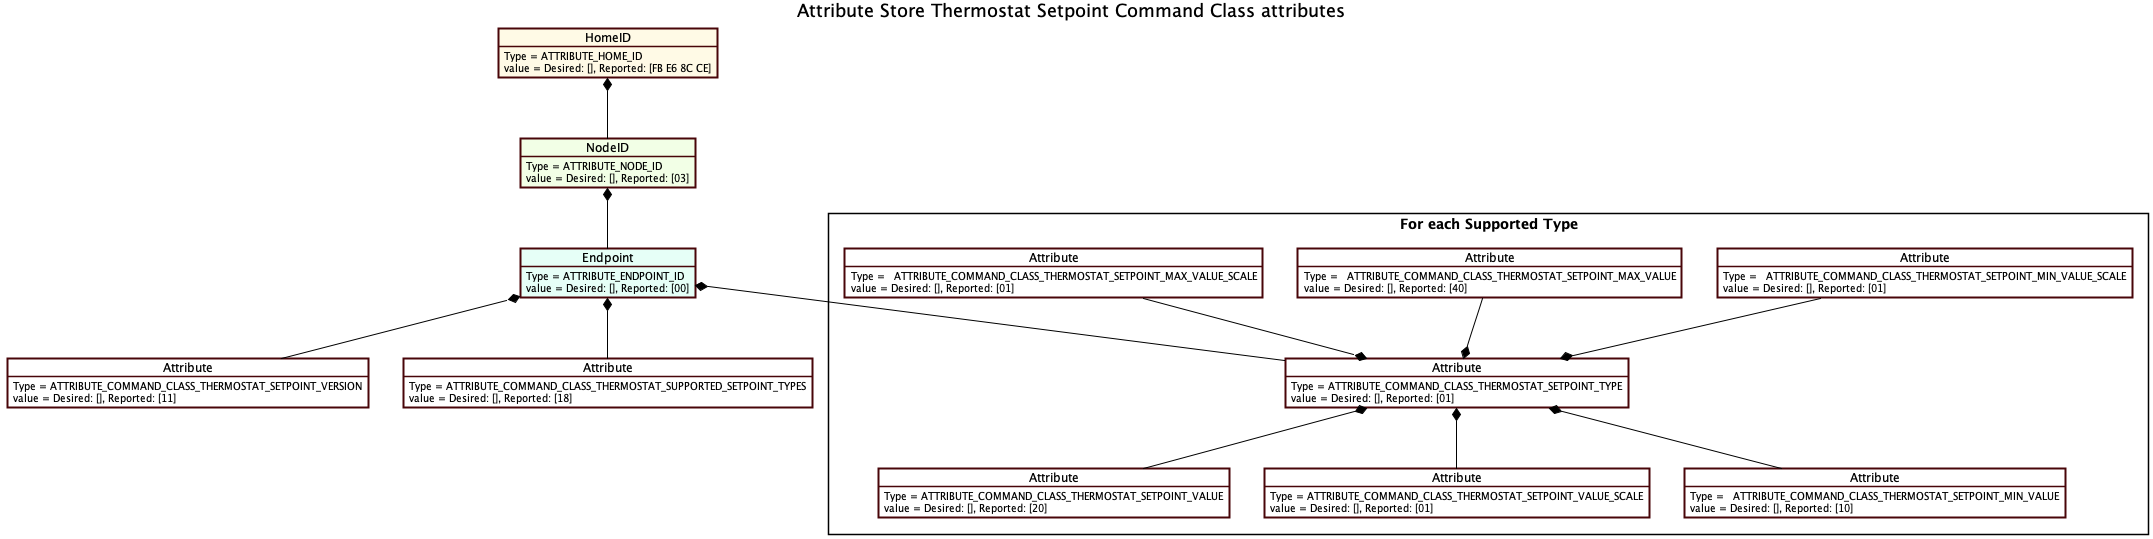 Attribute Store Thermostat Setpoint Command Class attributes
HomeID
Type = ATTRIBUTE_HOME_ID
value = Desired: [], Reported: [FB E6 8C CE]
NodeID
Type = ATTRIBUTE_NODE_ID
value = Desired: [], Reported: [03]
Endpoint
Type = ATTRIBUTE_ENDPOINT_ID
value = Desired: [], Reported: [00]
Attribute
Type = ATTRIBUTE_COMMAND_CLASS_THERMOSTAT_SETPOINT_VERSION
value = Desired: [], Reported: [11]
Attribute
Type = ATTRIBUTE_COMMAND_CLASS_THERMOSTAT_SUPPORTED_SETPOINT_TYPES
value = Desired: [], Reported: [18]
For each Supported Type
Attribute
Type =   ATTRIBUTE_COMMAND_CLASS_THERMOSTAT_SETPOINT_MAX_VALUE_SCALE
value = Desired: [], Reported: [01]
Attribute
Type =   ATTRIBUTE_COMMAND_CLASS_THERMOSTAT_SETPOINT_MAX_VALUE
value = Desired: [], Reported: [40]
Attribute
Type =   ATTRIBUTE_COMMAND_CLASS_THERMOSTAT_SETPOINT_MIN_VALUE_SCALE
value = Desired: [], Reported: [01]
Attribute
Type = ATTRIBUTE_COMMAND_CLASS_THERMOSTAT_SETPOINT_TYPE
value = Desired: [], Reported: [01]
Attribute
Type = ATTRIBUTE_COMMAND_CLASS_THERMOSTAT_SETPOINT_VALUE
value = Desired: [], Reported: [20]
Attribute
Type = ATTRIBUTE_COMMAND_CLASS_THERMOSTAT_SETPOINT_VALUE_SCALE
value = Desired: [], Reported: [01]
Attribute
Type =   ATTRIBUTE_COMMAND_CLASS_THERMOSTAT_SETPOINT_MIN_VALUE
value = Desired: [], Reported: [10]